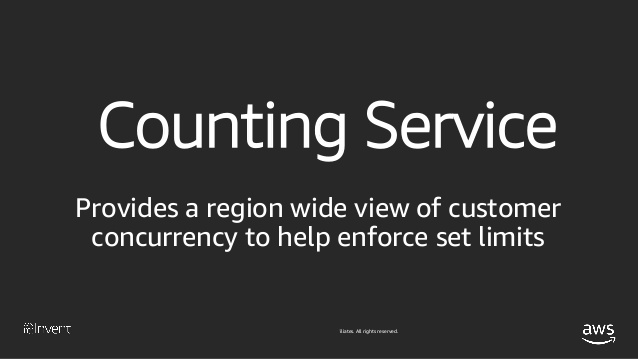 Counting Service
Provides a region wide view of customer
concurrency to help enforce set limits
re:Invent
All rights reserved.
aws